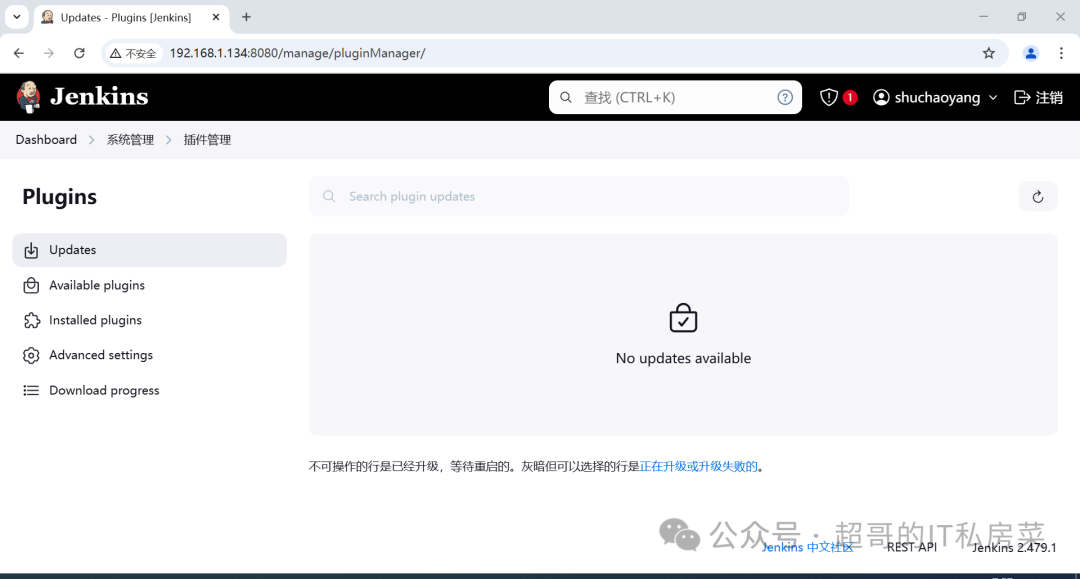 Updates - Plugins [Jenkins]
不安全 192.168.1.134:8080/manage/pluginManager/
Jenkins
查找 (CTRL+K)
?
1
shuchaoyang
注销
Dashboard 系统管理 插件管理
Plugins
Search plugin updates
Updates
Available plugins
Installed plugins
Advanced settings
Download progress
No updates available
不可操作的行是已经升级，等待重启的。灰暗但可以选择的行是正在升级或升级失败的。
公众号 · 超哥的IT私房菜
Jenkins 中文社区 REST API Jenkins 2.479.1